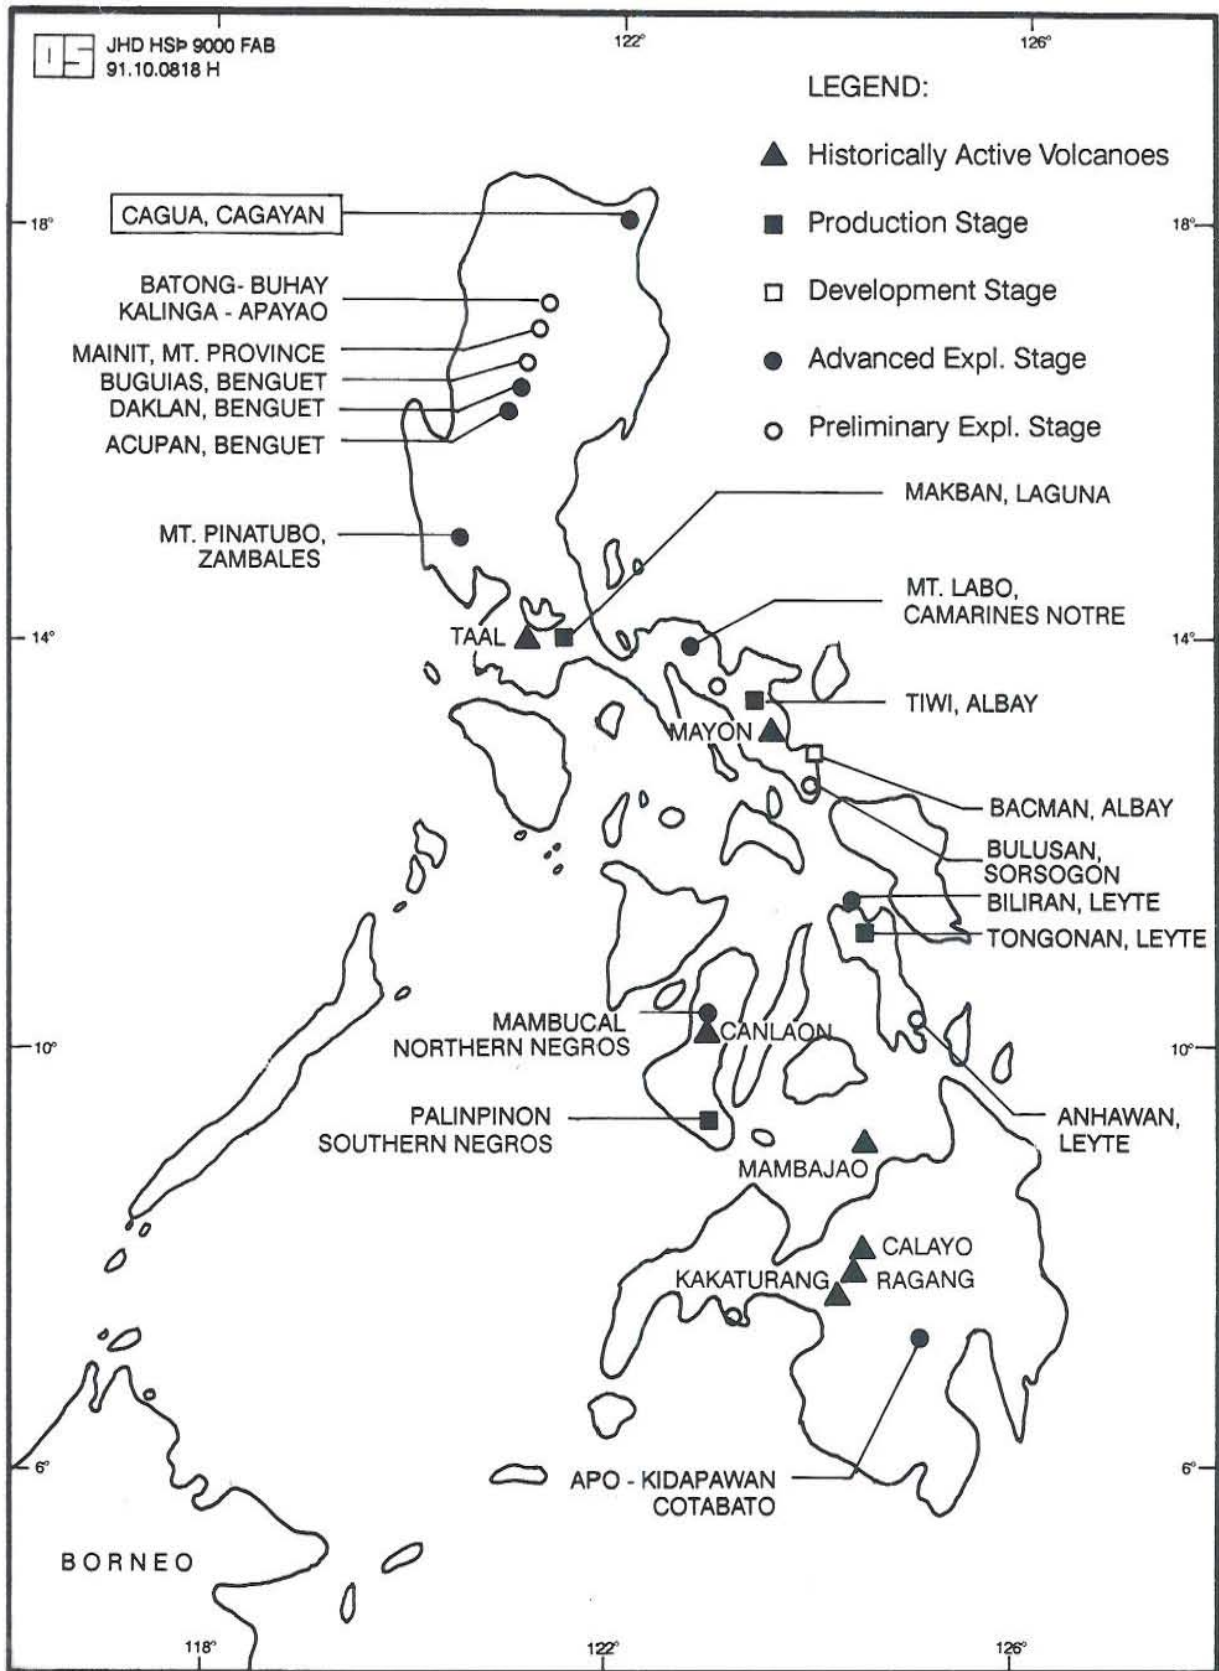 JHD HSÞ 9000 FAB
91.10.0818 H
122°
126°
LEGEND:
Historically Active Volcanoes
Production Stage
Development Stage
Advanced Expl. Stage
Preliminary Expl. Stage
18°
18°
CAGUA, CAGAYAN
BATONG- BUHAY
KALINGA - APAYAO
MAINIT, MT. PROVINCE
BUGUIAS, BENGUET
DAKLAN, BENGUET
ACUPAN, BENGUET
MAKBAN, LAGUNA
MT. PINATUBO,
ZAMBALES
MT. LABO,
CAMARINES NOTRE
14°
TAAL
14°
TIWI, ALBAY
MAYON
BACMAN, ALBAY
BULUSAN,
SORSOGON
BILIRAN, LEYTE
TONGONAN, LEYTE
MAMBUCAL
NORTHERN NEGROS
CANLAON
10°
10°
PALINPINON
SOUTHERN NEGROS
ANHAWAN,
LEYTE
MAMBAJAO
CALAYO
KAKATURANG
RAGANG
6°
6°
APO - KIDAPAWAN
COTABATO
BORNEO
118°
122°
126°